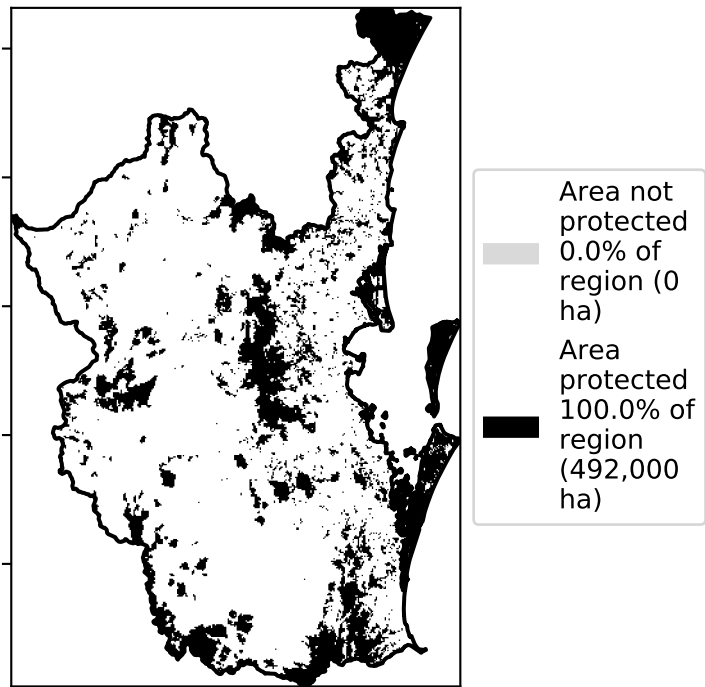 Area not
protected
0.0% of
region (0
ha)
Area
protected
100.0% of
region
(492,000
ha)